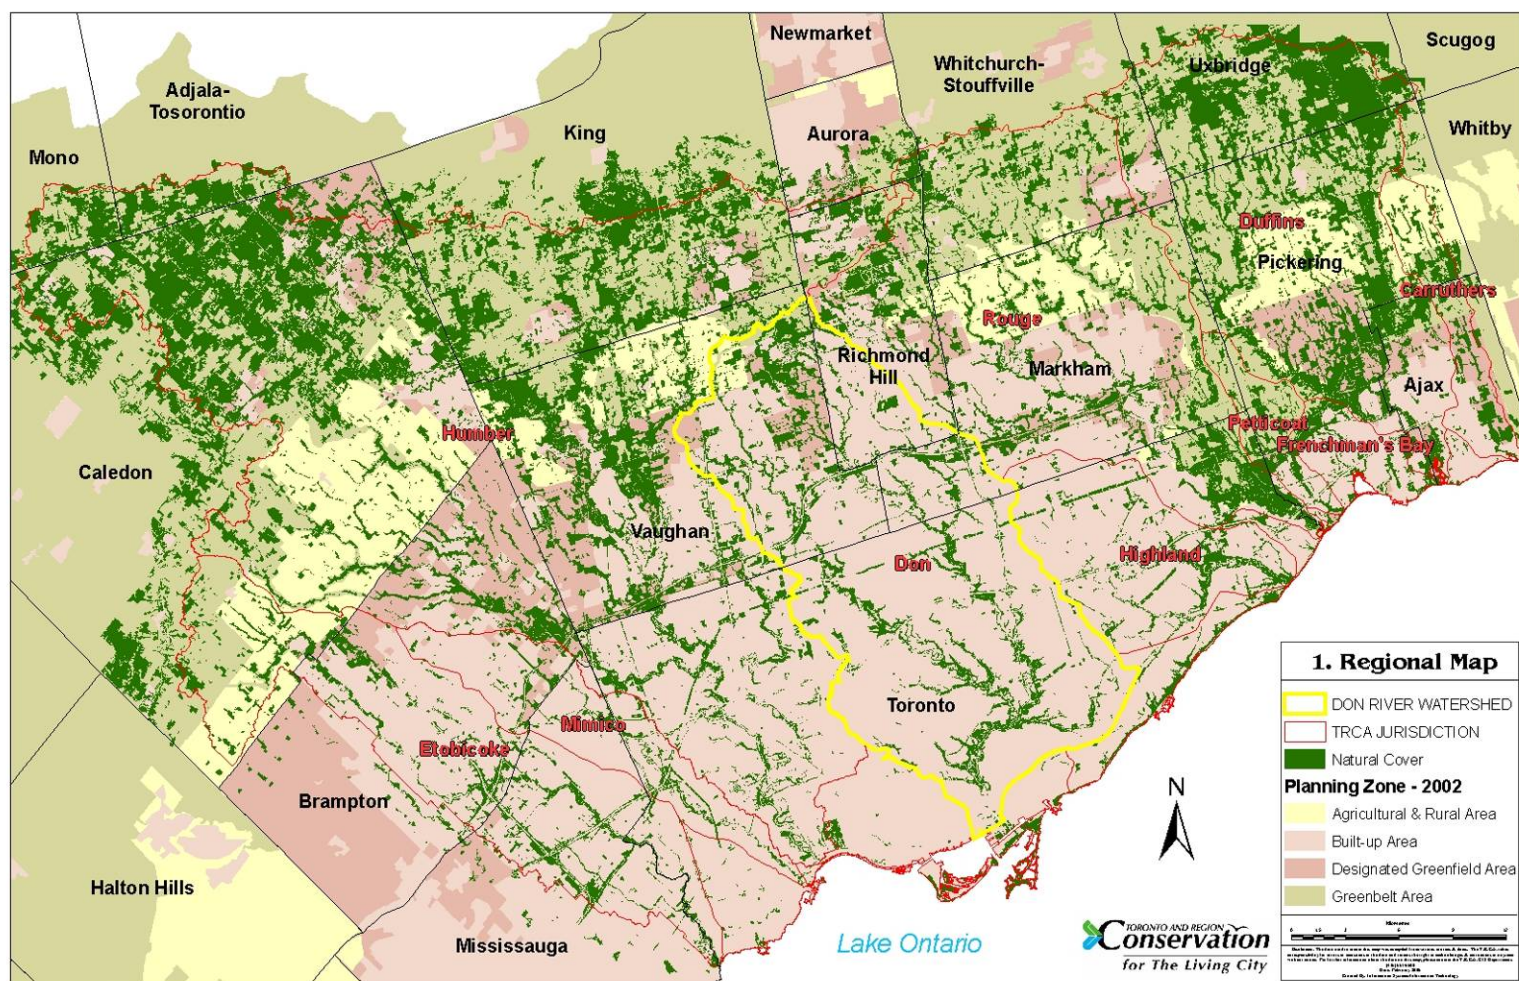 Newmarket
Scugog
Whitchurch-
Stouffville
Uxbridge
Adjala-
Tosorontio
King
Aurora
Whitby
Mono
Duffins
Pickering
Carruthers
Rouge
Richmond
Hill
Markham
Ajax
Humber
Petticoat
Frenchman's Bay
Caledon
Vaughan
Don
Highland
Toronto
Mimico
Etobicoke
Brampton
Halton Hills
Mississauga
Lake Ontario
N
1. Regional Map
DON RIVER WATERSHED
TRCA JURISDICTION
Natural Cover
Planning Zone - 2002
Agricultural & Rural Area
Built-up Area
Designated Greenfield Area
Greenbelt Area
TORONTO AND REGION
Conservation
for The Living City